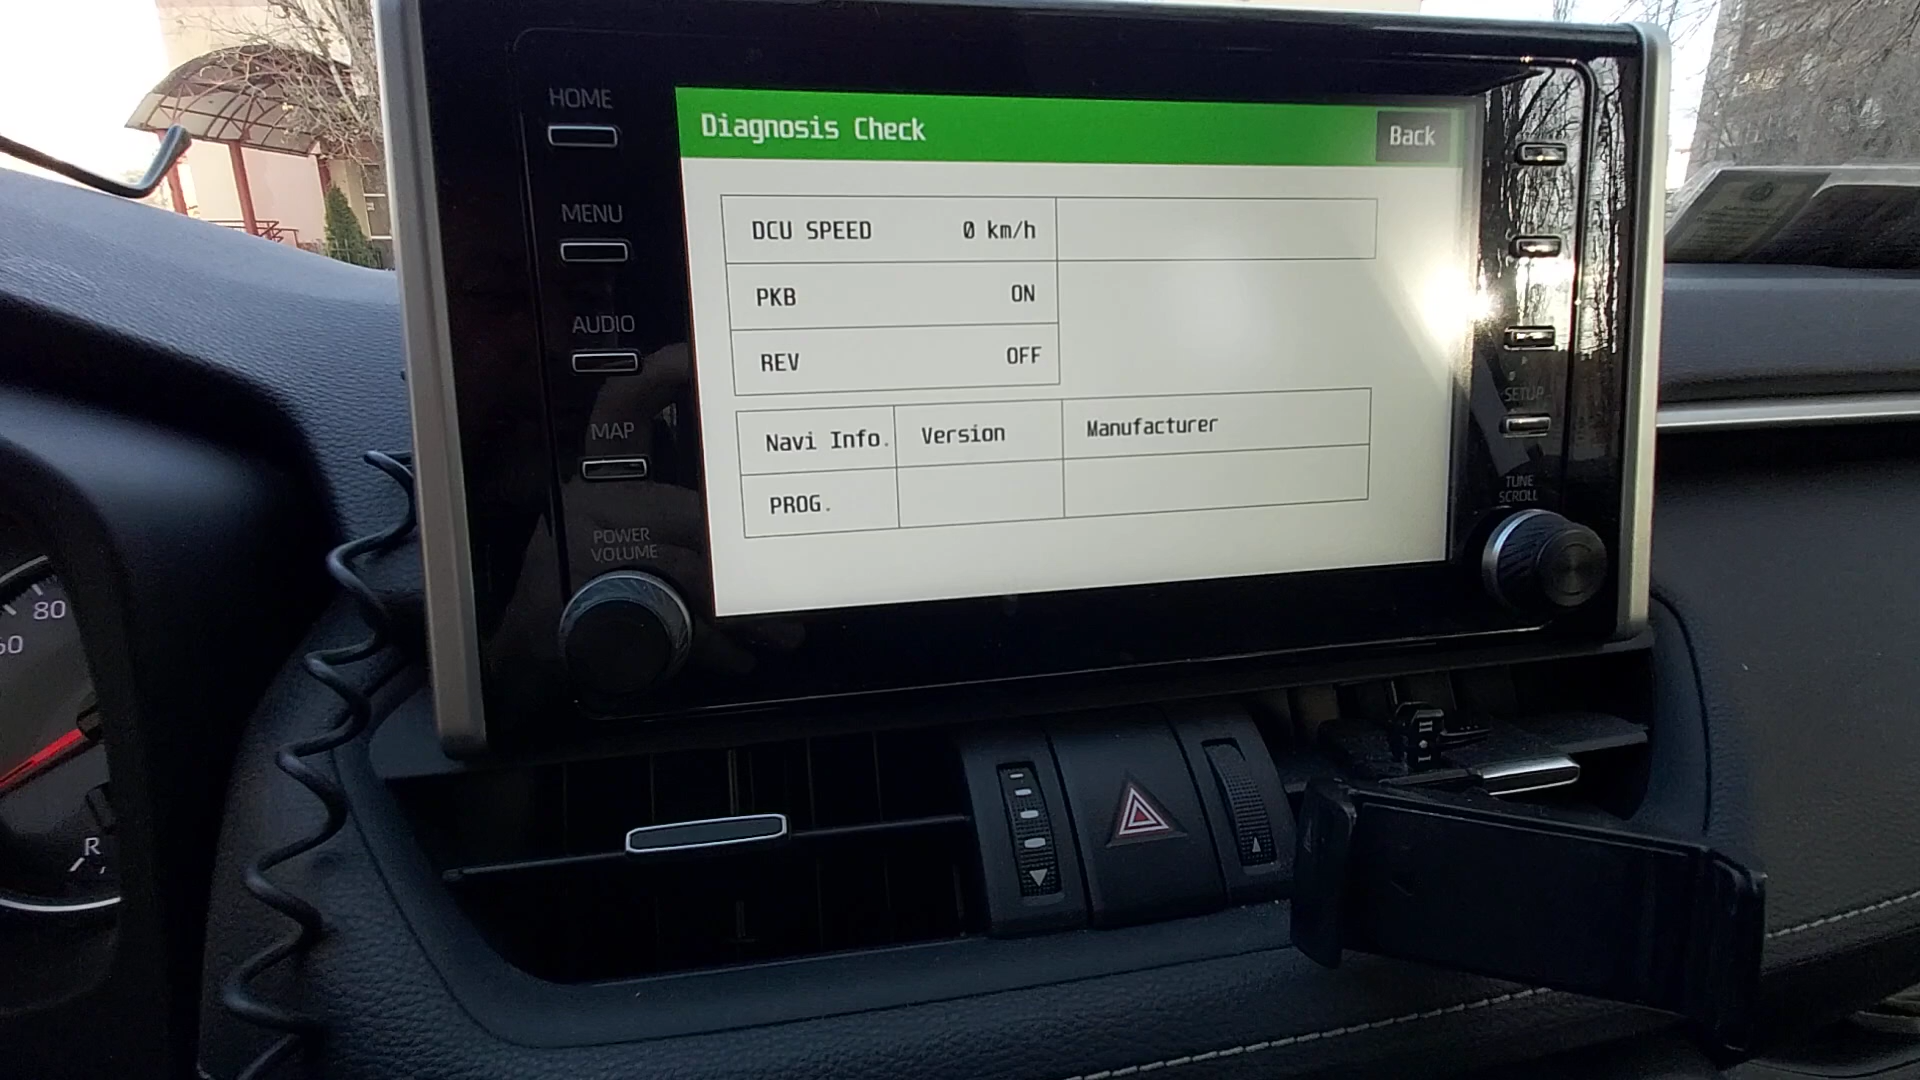 HOME
MENU
AUDIO
MAP
POWER
VOLUME
Diagnosis Check
Back
DCU SPEED 0 km/h
PKB ON
REV OFF
Navi Info. Version Manufacturer
PROG.
SETUP
TUNE
SCROLL
80
R